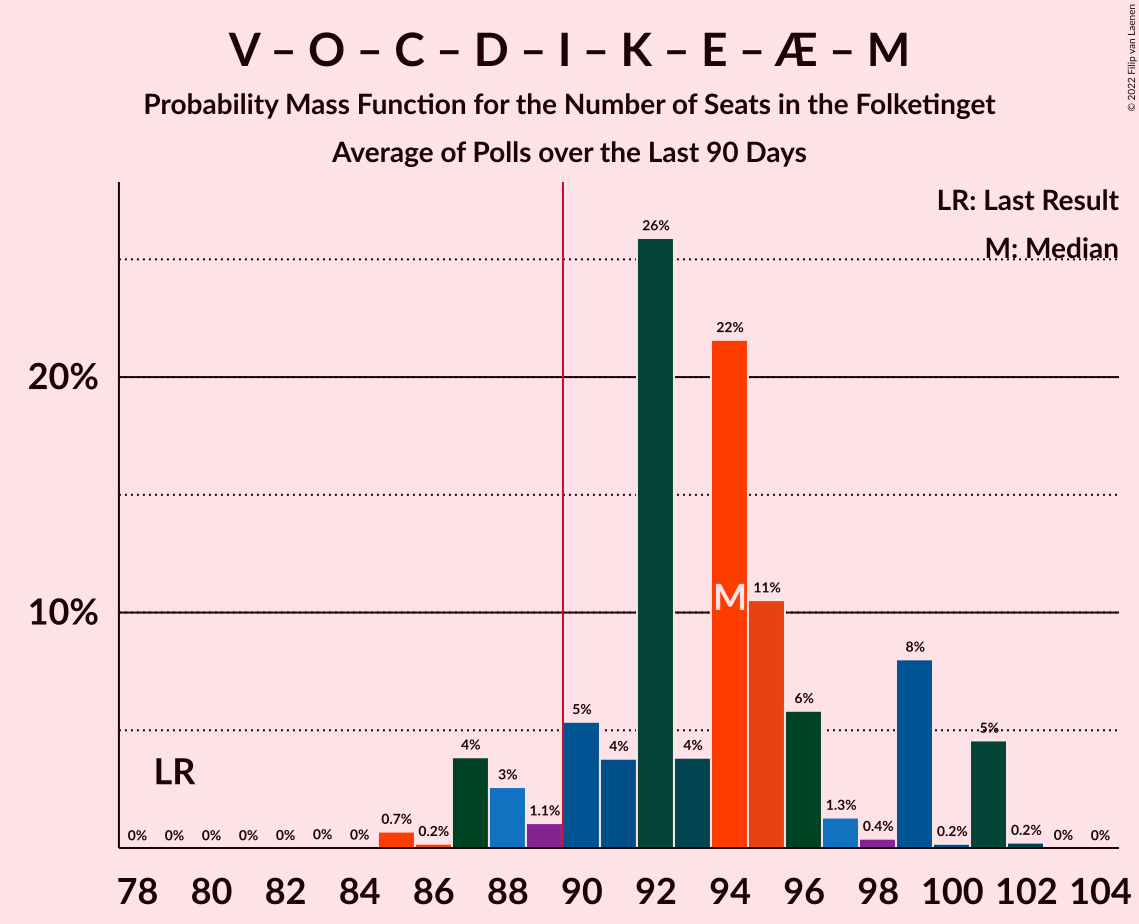 V – O – C – D – I – K – E – Æ – M
Probability Mass Function for the Number of Seats in the Folketinget
Average of Polls over the Last 90 Days
© 2022 Filip van Laenen
LR: Last Result
M: Median
20%
10%
LR
M
0% 0% 0% 0% 0% 0% 0% 0.7% 0.2% 4% 3% 1.1% 5% 4% 26% 4% 22% 11% 6% 1.3% 0.4% 8% 0.2% 5% 0.2% 0% 0%
78 80 82 84 86 88 90 92 94 96 98 100 102 104